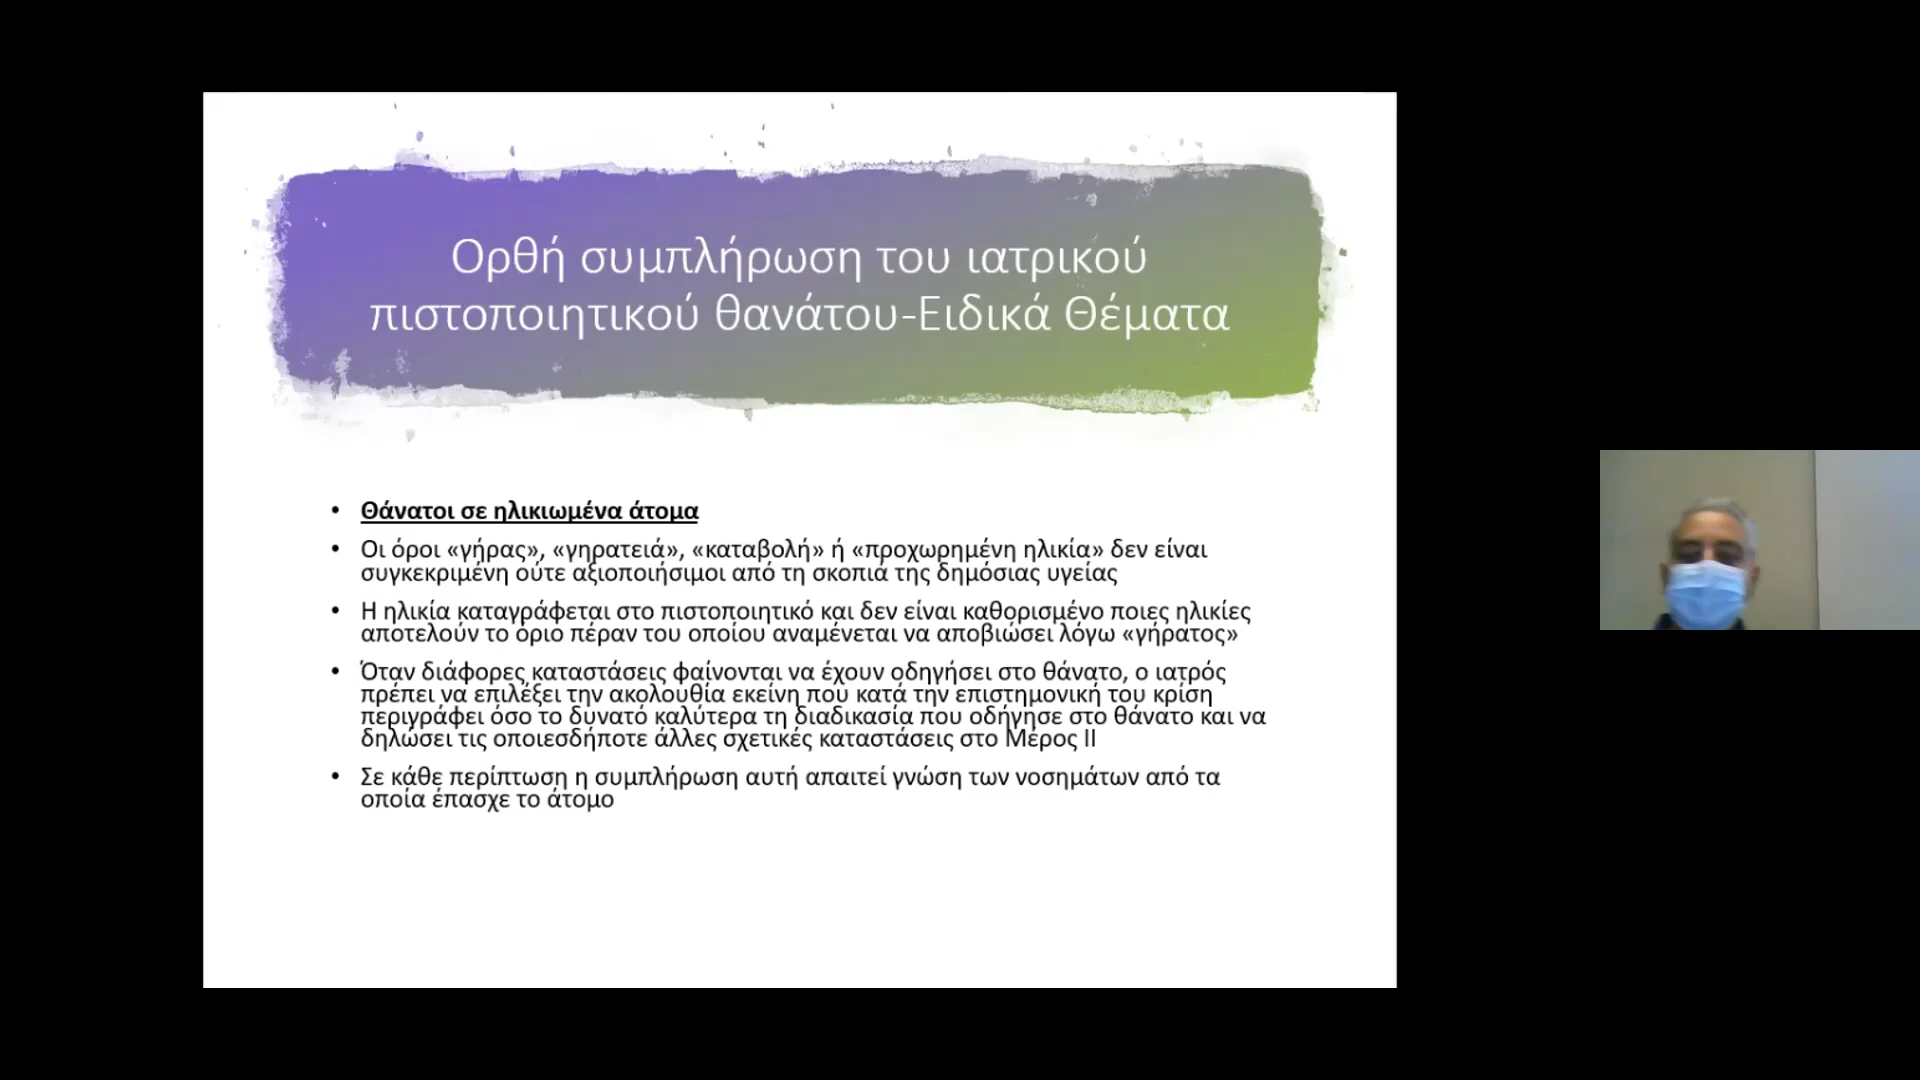 Ορθή συμπλήρωση του ιατρικού
πιστοποιητικού θανάτου-Ειδικά Θέματα
• Θάνατοι σε ηλικιωμένα άτομα
• Οι όροι «γήρας», «γηρατειά», «καταβολή» ή «προχωρημένη ηλικία» δεν είναι
συγκεκριμένη ούτε αξιοποιήσιμοι από τη σκοπιά της δημόσιας υγείας
• Η ηλικία καταγράφεται στο πιστοποιητικό και δεν είναι καθορισμένο ποιες ηλικίες
αποτελούν το όριο πέραν του οποίου αναμένεται να αποβιώσει λόγω «γήρατος»
• Όταν διάφορες καταστάσεις φαίνονται να έχουν οδηγήσει στο θάνατο, ο ιατρός
πρέπει να επιλέξει την ακολουθία εκείνη που κατά την επιστημονική του κρίση
περιγράφει όσο το δυνατό καλύτερα τη διαδικασία που οδήγησε στο θάνατο και να
δηλώσει τις οποιεσδήποτε άλλες σχετικές καταστάσεις στο Μέρος ΙΙ
• Σε κάθε περίπτωση η συμπλήρωση αυτή απαιτεί γνώση των νοσημάτων από τα
οποία έπασχε το άτομο